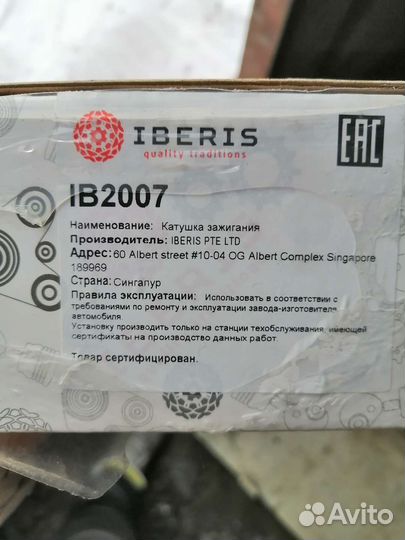 IBERIS
quality traditions
EAC
IB2007
Наименование: Катушка зажигания
Производитель: IBERIS PTE LTD
Адрес: 60 Albert street #10-04 OG Albert Complex Singapore
189969
Страна: Сингапур
Правила эксплуатации: Использовать в соответствии с
требованиями по ремонту и эксплуатации завода-изготовителя
автомобиля.
Установку производить только на станции техобслуживания, имеющей
сертификаты на производство данных работ.
Товар сертифицирован.
Avito